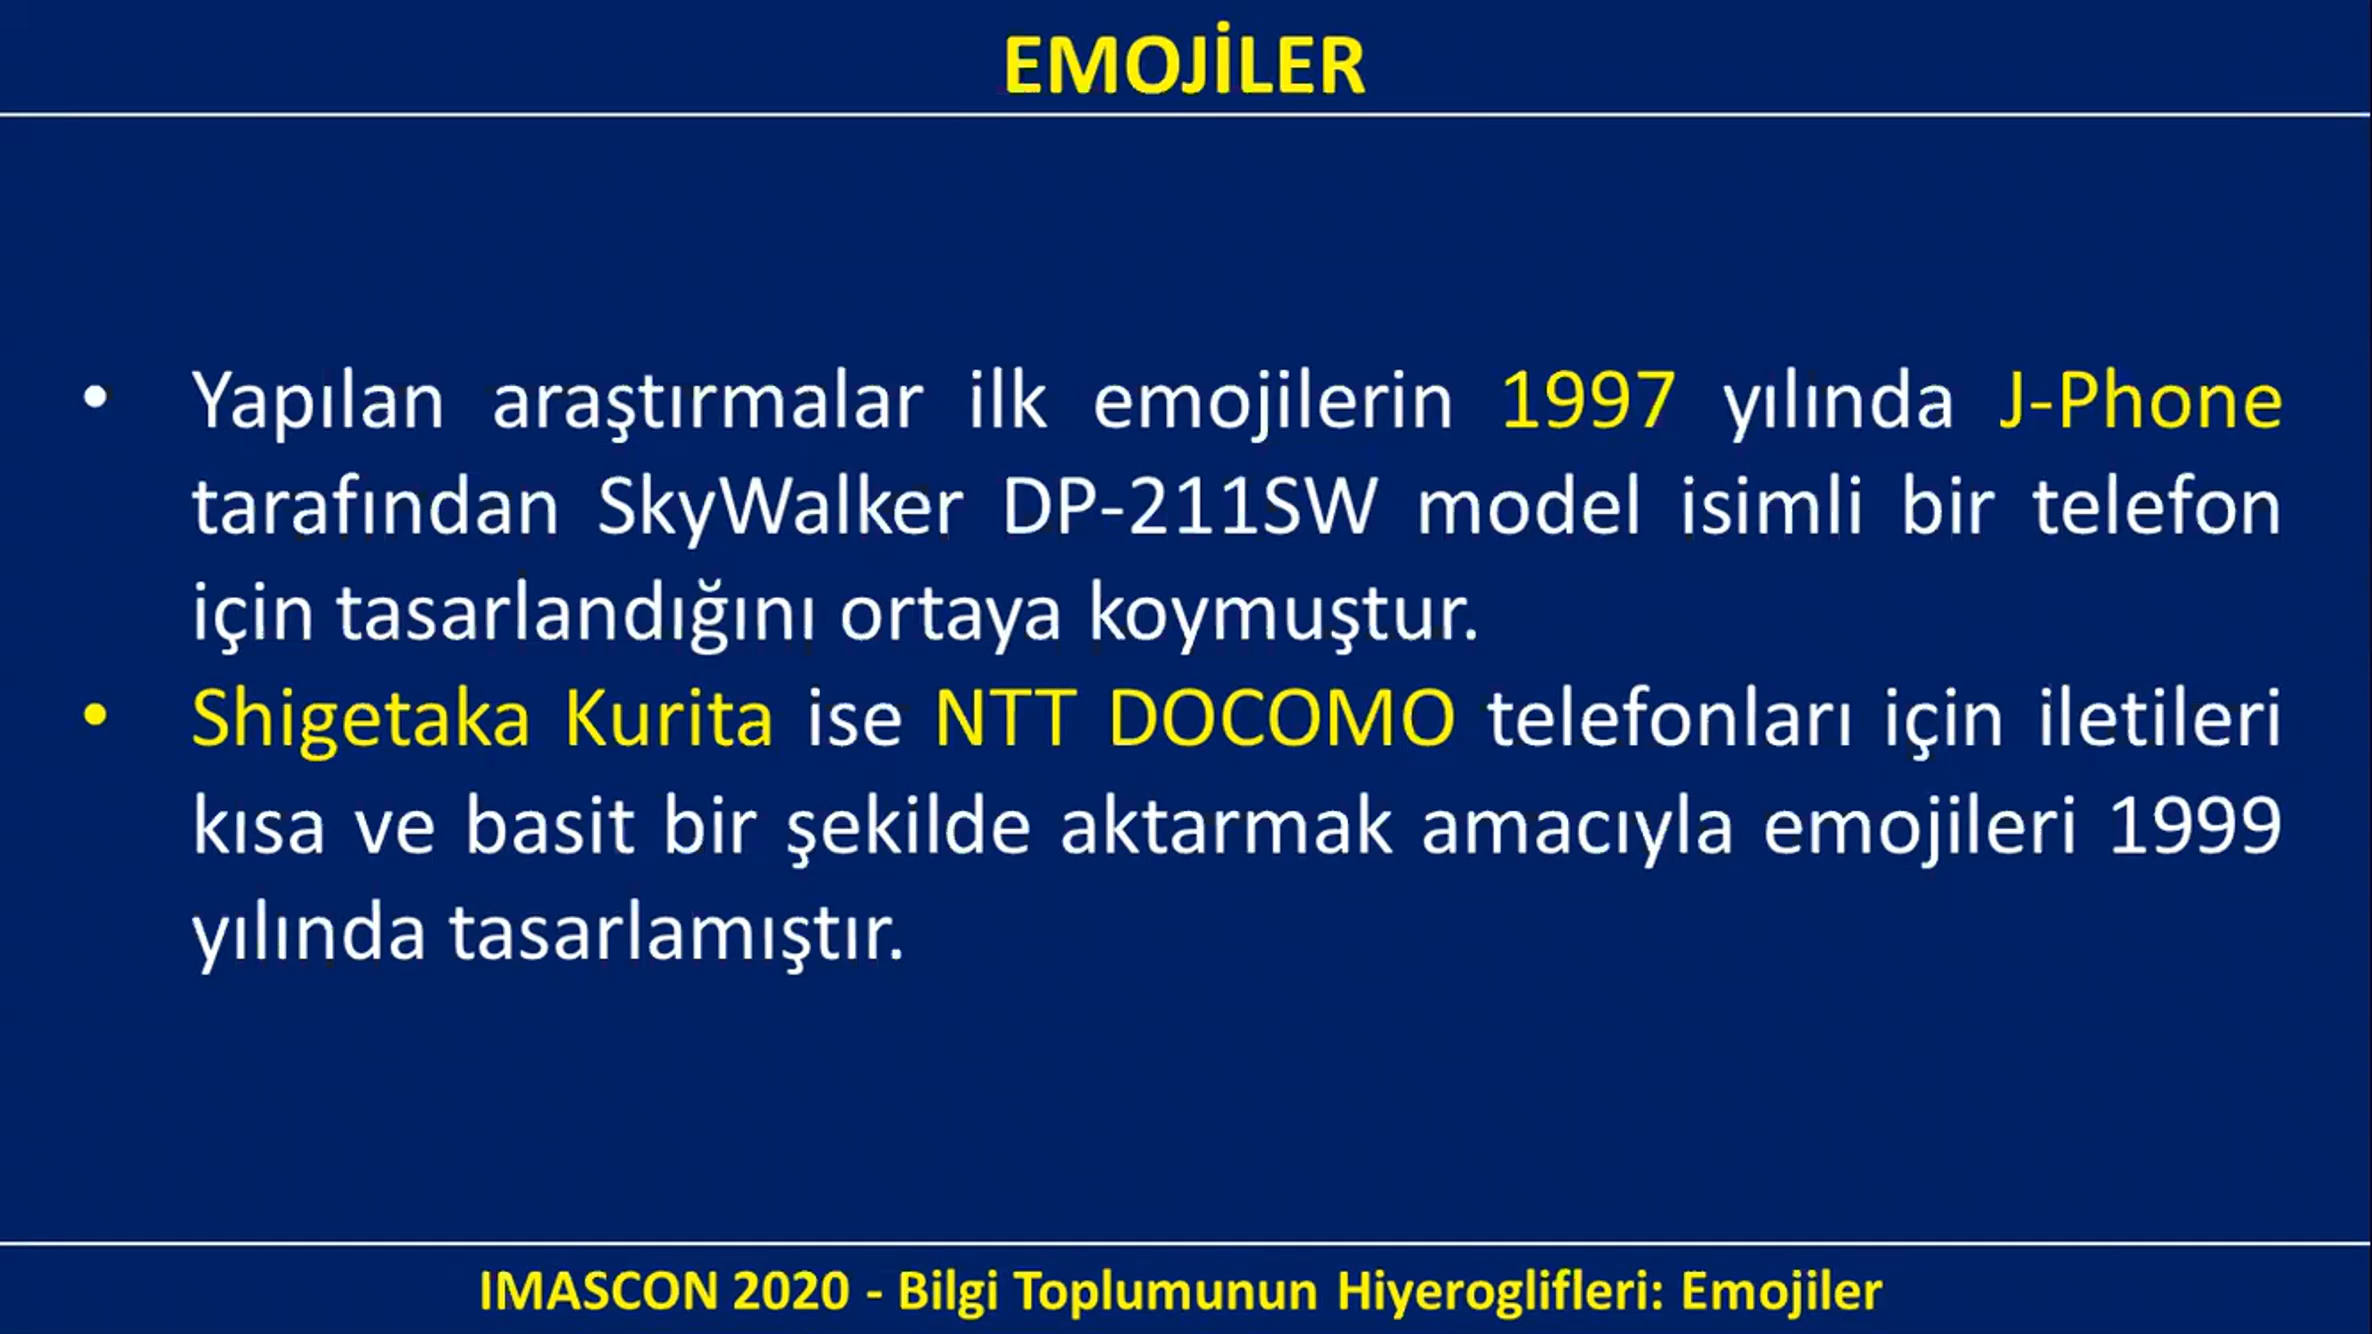 EMOJİLER
• Yapılan araştırmalar ilk emojilerin 1997 yılında J-Phone
tarafından SkyWalker DP-211SW model isimli bir telefon
için tasarlandığını ortaya koymuştur.
• Shigetaka Kurita ise NTT DOCOMO telefonları için iletileri
kısa ve basit bir şekilde aktarmak amacıyla emojileri 1999
yılında tasarlamıştır.
IMASCON 2020 - Bilgi Toplumunun Hiyeroglifleri: Emojiler